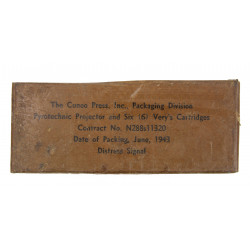 The Conoo Press, Inc. Packaging Division
Pyrotechnic Projector and Six (6) Very's Cartridges
Contract No. N288s11520
Date of Packing, June, 1943
Distress Signal